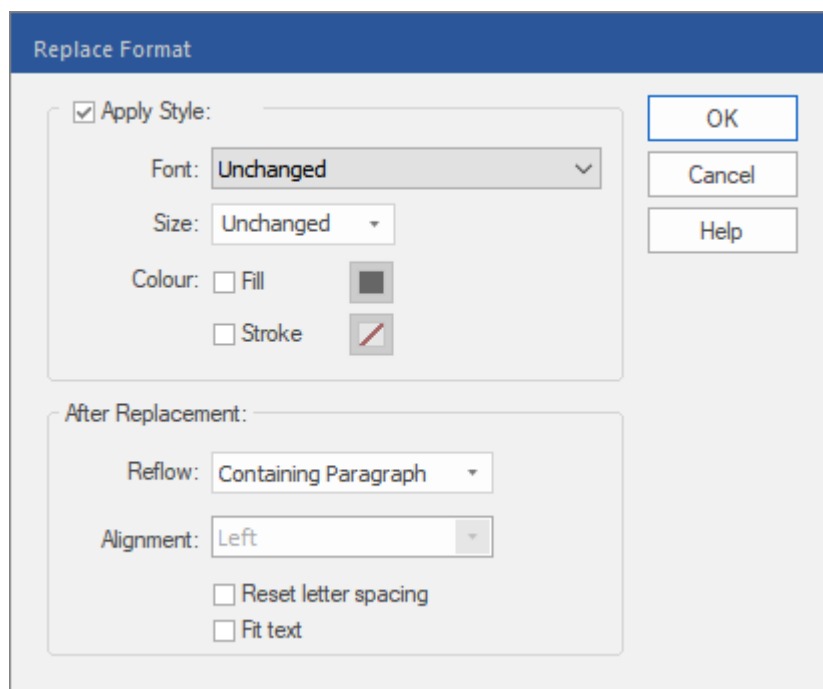 Replace Format
Apply Style:
OK
Font: Unchanged
Cancel
Size: Unchanged
Help
Colour: Fill
Stroke
After Replacement:
Reflow: Containing Paragraph
Alignment: Left
Reset letter spacing
Fit text